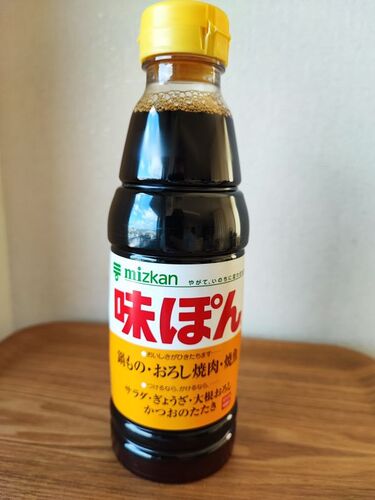 mizkan
やがて、いのちに変わるもの
味ぽん
●おいしさがひきたちます……
鍋もの・おろし焼肉・焼魚
●つけるなら、かけるなら、……
サラダ・ぎょうざ・大根おろし
かつおのたたき